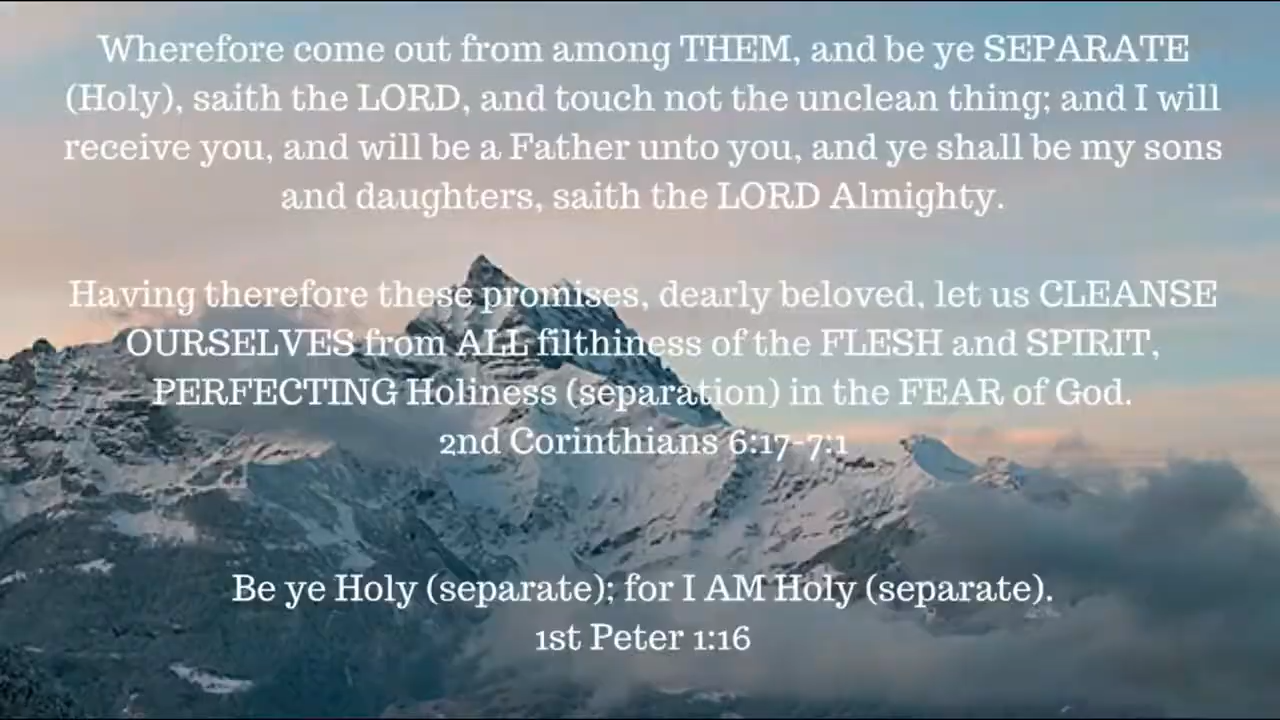 Wherefore come out from among THEM, and be ye SEPARATE
(Holy), saith the LORD, and touch not the unclean thing; and I will
receive you, and will be a Father unto you, and ye shall be my sons
and daughters, saith the LORD Almighty.
Having therefore these promises, dearly beloved, let us CLEANSE
OURSELVES from ALL filthiness of the FLESH and SPIRIT,
PERFECTING Holiness (separation) in the FEAR of God.
2nd Corinthians 6:17-7:1
Be ye Holy (separate); for I AM Holy (separate).
1st Peter 1:16